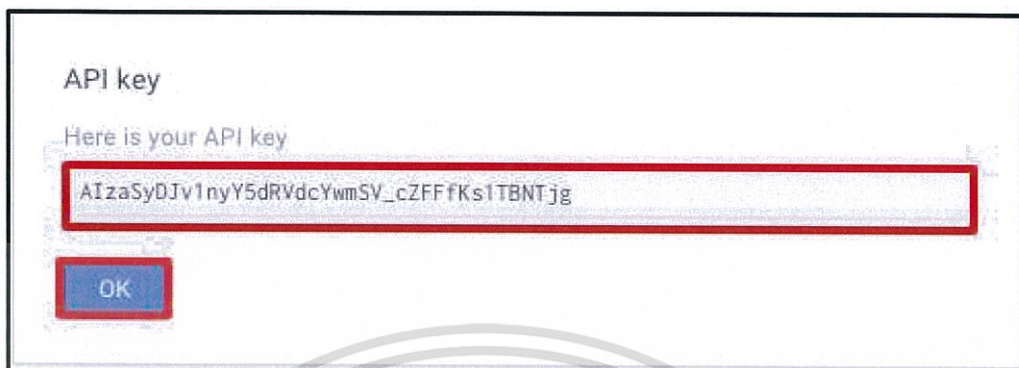 API key
Here is your API key
AIzaSyDJv1nyY5dRVdcYwmSV_cZFFfKs1TBNTjg
OK